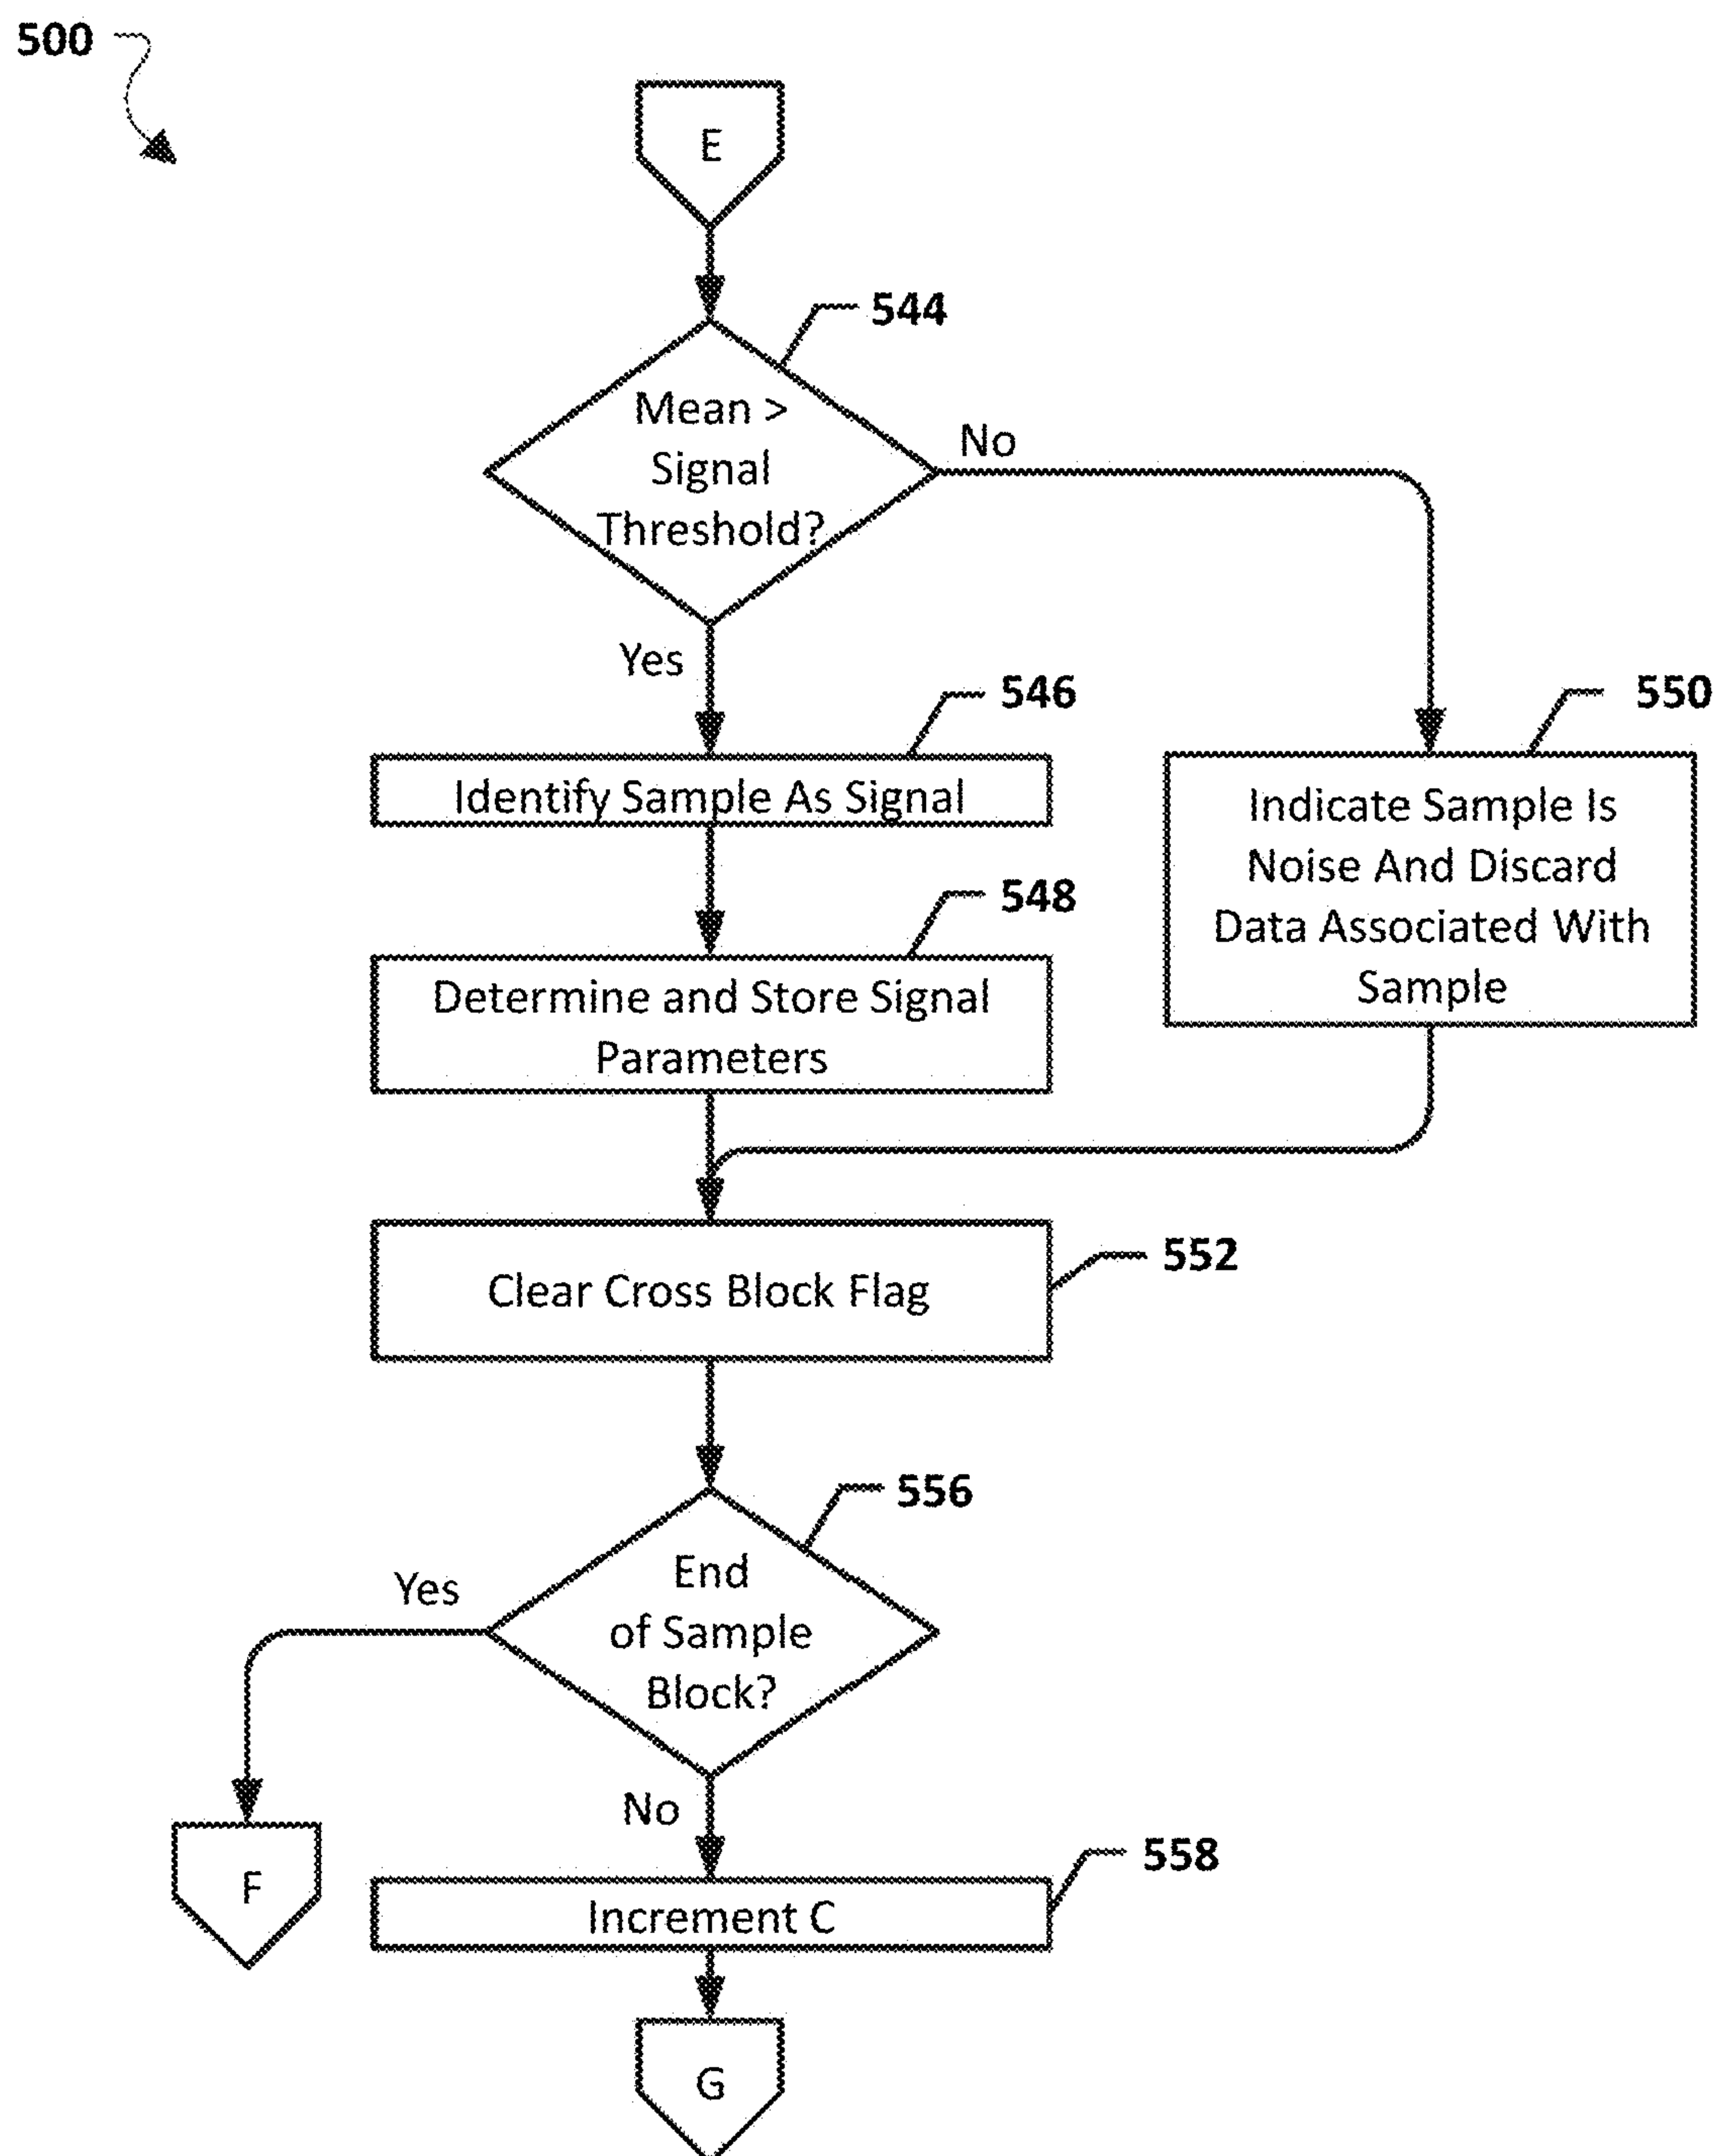 500
E
544
Mean >
Signal
Threshold?
No
Yes
546
Identify Sample As Signal
550
Indicate Sample Is
Noise And Discard
Data Associated With
Sample
548
Determine and Store Signal
Parameters
552
Clear Cross Block Flag
556
End
of Sample
Block?
Yes
No
F
558
Increment C
G